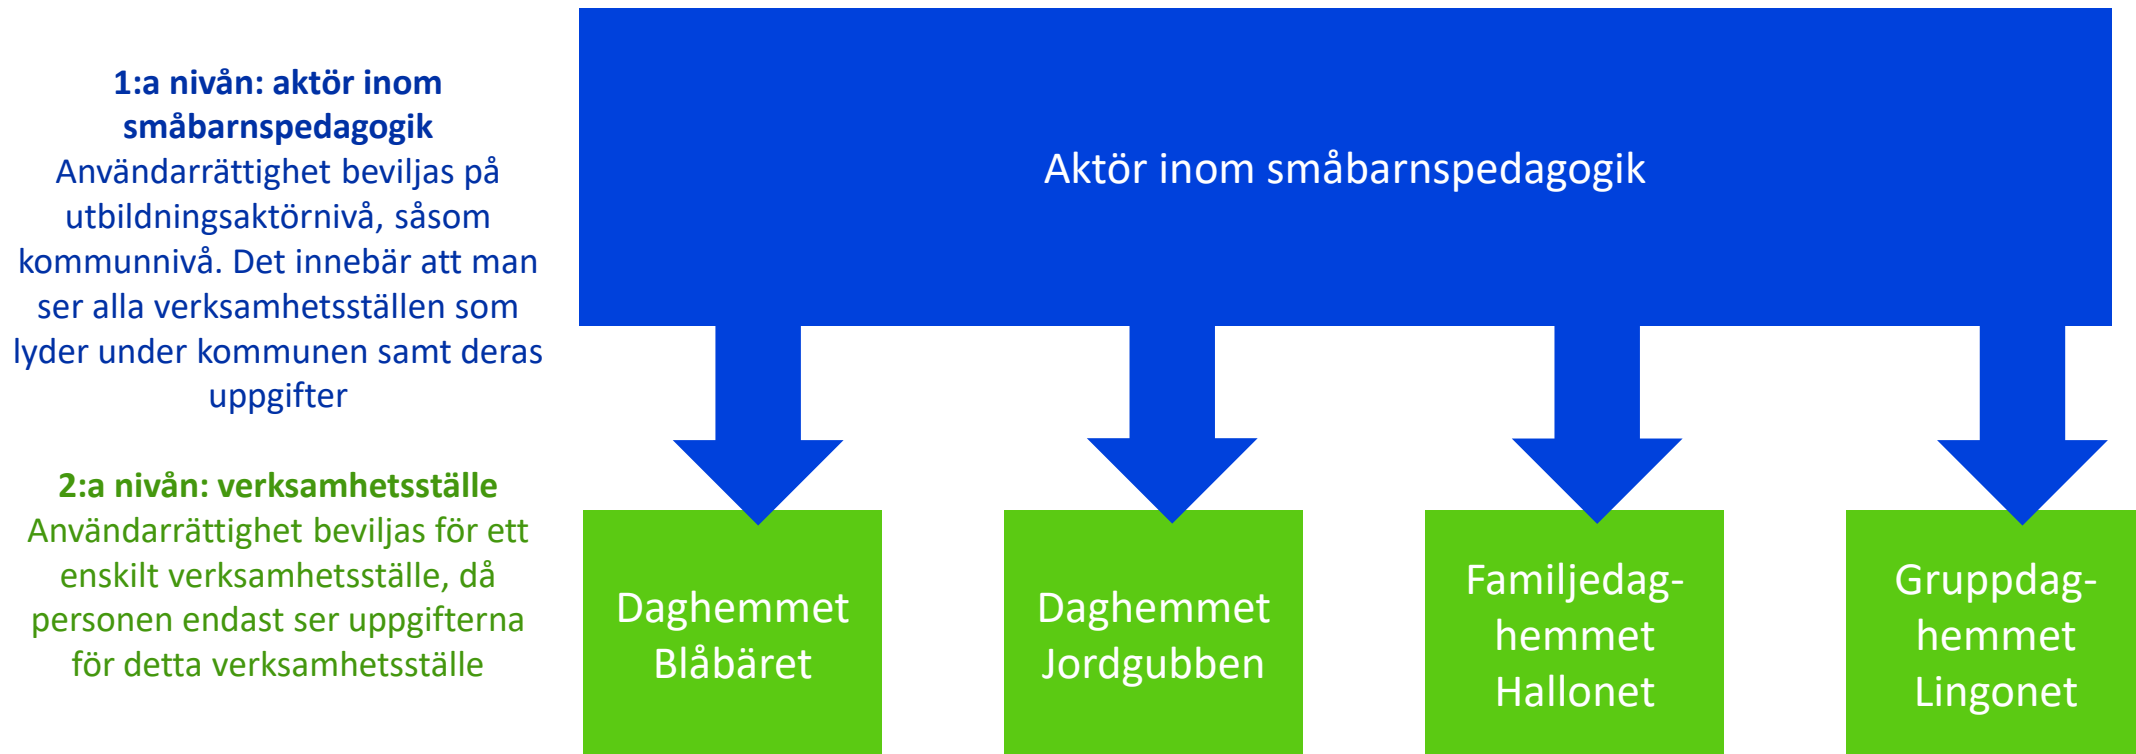 1:a nivån: aktör inom
småbarnspedagogik
Användarrättighet beviljas på
utbildningsaktörnivå, såsom
kommunnivå. Det innebär att man
ser alla verksamhetsställen som
lyder under kommunen samt deras
uppgifter
2:a nivån: verksamhetsställe
Användarrättighet beviljas för ett
enskilt verksamhetsställe, då
personen endast ser uppgifterna
för detta verksamhetsställe
Aktör inom småbarnspedagogik
Daghemmet
Blåbäret
Daghemmet
Jordgubben
Familjedag-
hemmet
Hallonet
Gruppdag-
hemmet
Lingonet